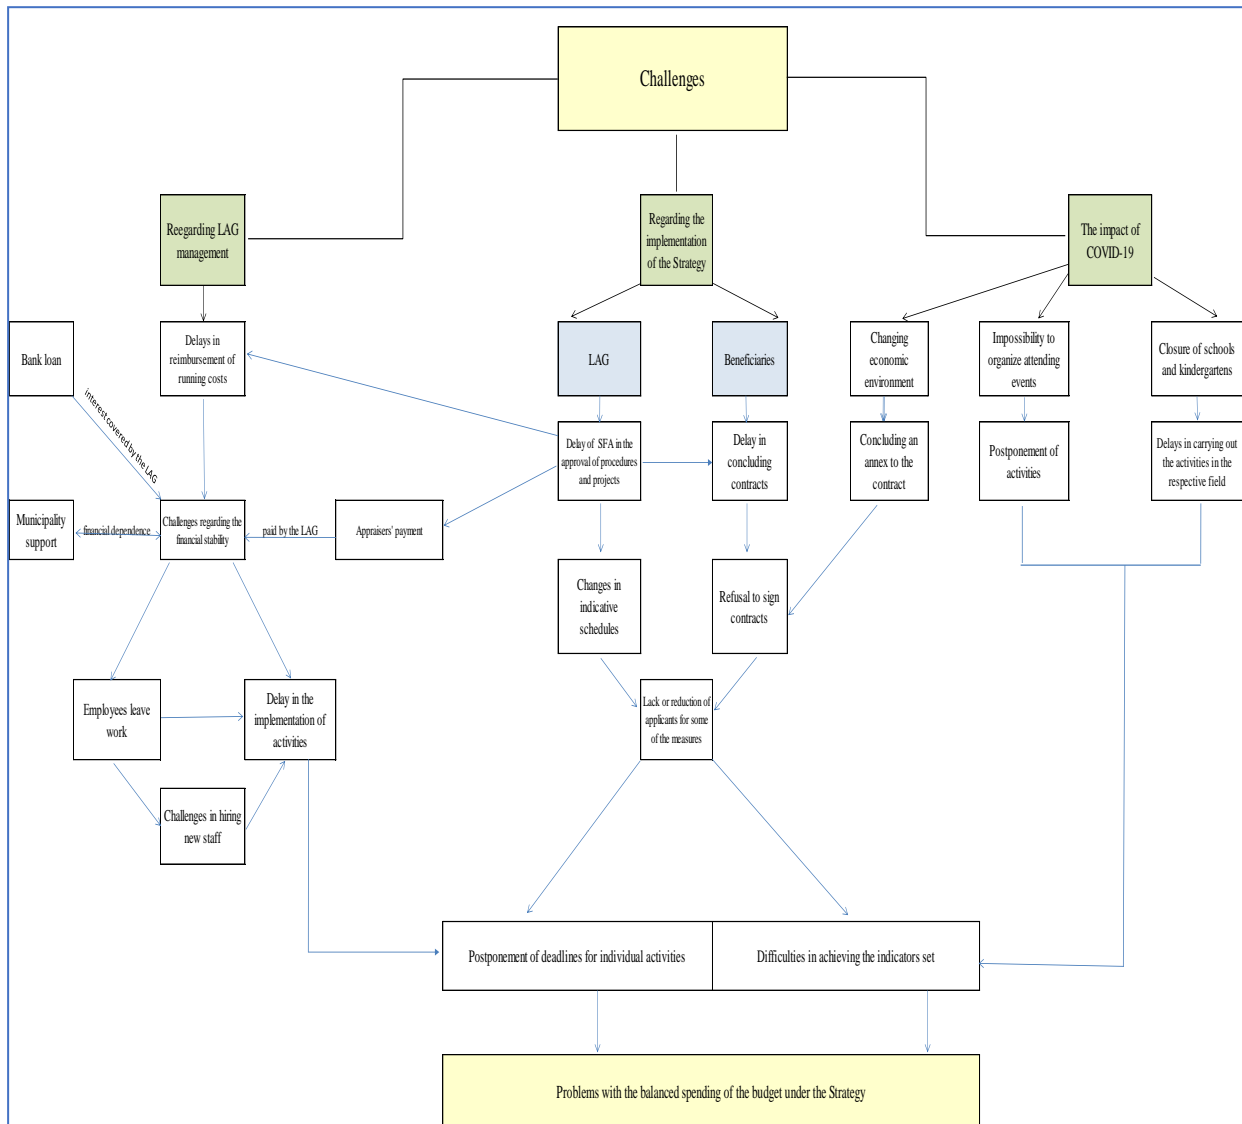 Challenges
Reegarding LAG
management
Regarding the
implementation
of the Strategy
The impact of
COVID-19
Bank loan
Delays in
reimbursement of
running costs
LAG
Beneficiaries
Changing
economic
environment
Impossibility to
organize attending
events
Closure of schools
and kindergartens
interest covered by the LAG
Delay of SFA in the
approval of procedures
and projects
Delay in
concluding
contracts
Concluding an
annex to the
contract
Postponement of
activities
Delays in carrying out
the activities in the
respective field
Municipality
support
financial dependence
Challenges regarding the
financial stability
paid by the LAG
Appraisers' payment
Changes in
indicative
schedules
Refusal to sign
contracts
Employees leave
work
Delay in the
implementation of
activities
Lack or reduction of
applicants for some
of the measures
Challenges in hiring
new staff
Postponement of deadlines for individual activities
Difficulties in achieving the indicators set
Problems with the balanced spending of the budget under the Strategy